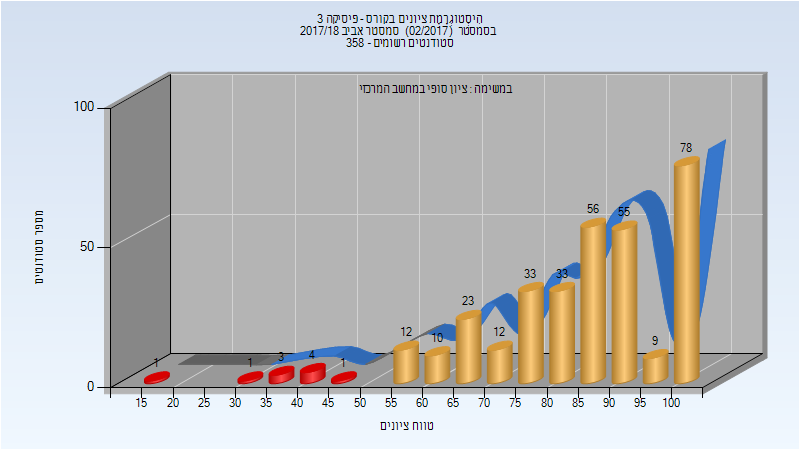 היסטוגרמת ציונים בקורס - פיסיקה 3
בסמסטר (02/2017) סמסטר אביב 2017/18
סטודנטים רשומים - 358
במשימה : ציון סופי במחשב המרכזי
מספר סטודנטים
100
50
0
1
1
3
4
1
12
10
23
12
33
33
56
55
9
78
15 20 25 30 35 40 45 50 55 60 65 70 75 80 85 90 95 100
טווח ציונים